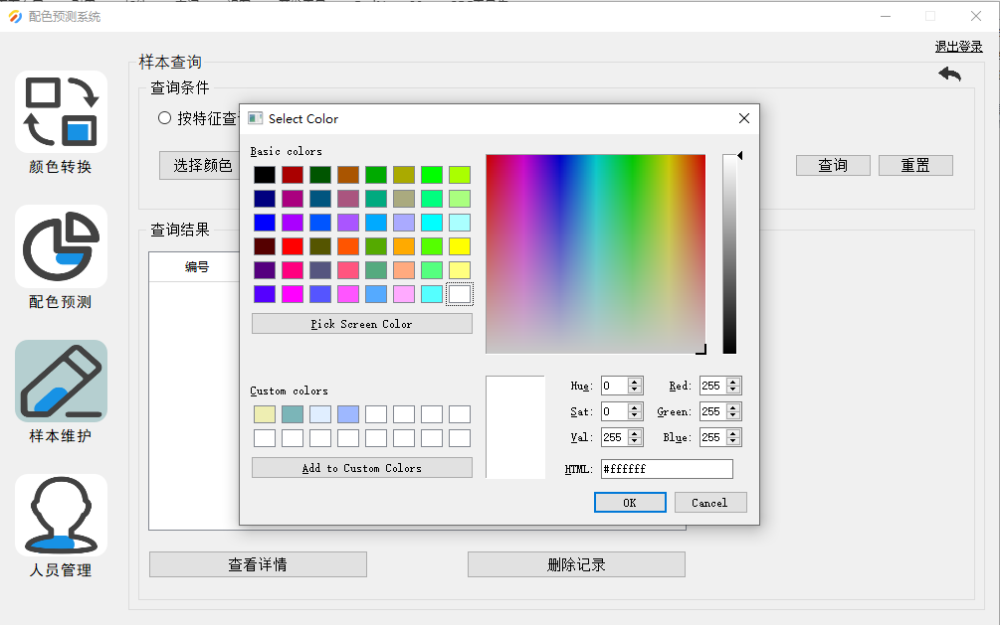 配色预测系统
退出登录
颜色转换
配色预测
样本维护
人员管理
样本查询
查询条件
按特征查
选择颜色
查询
重置
查询结果
编号
查看详情
删除记录
Select Color
Basic colors
Pick Screen Color
Custom colors
Add to Custom Colors
Hue: 0 Red: 255
Sat: 0 Green: 255
Val: 255 Blue: 255
HTML: #ffffff
OK Cancel